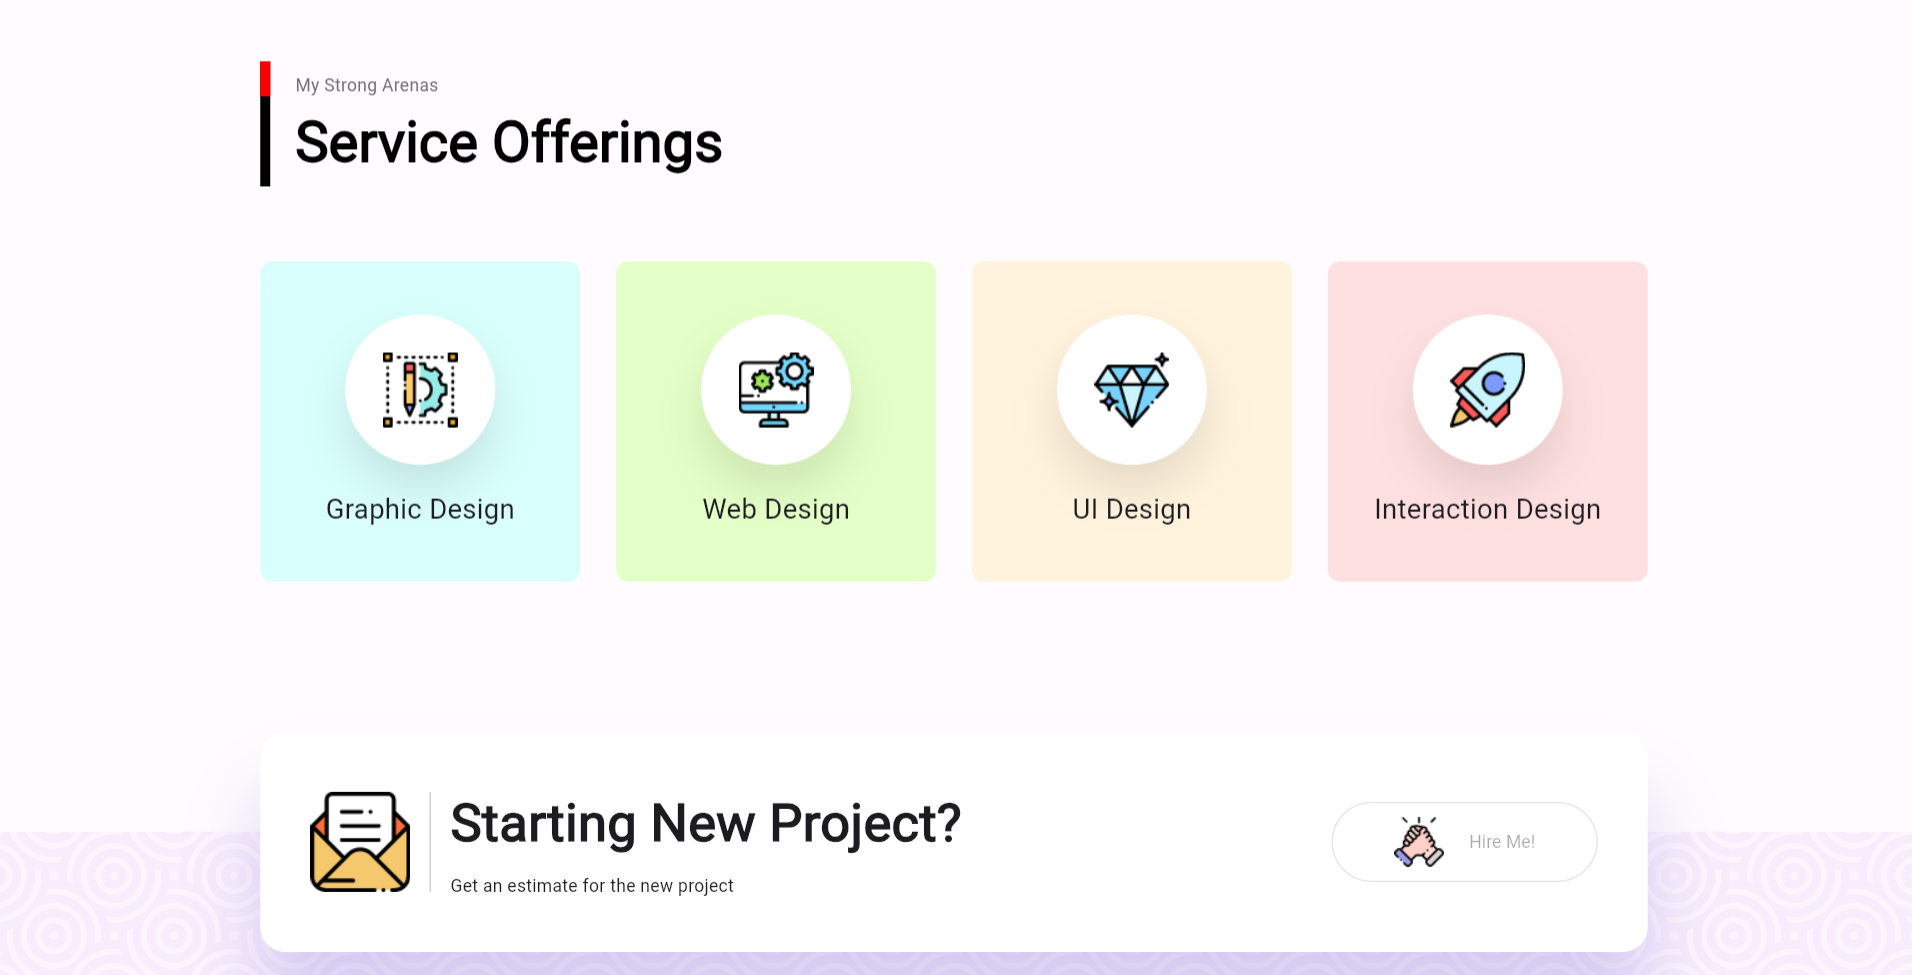 My Strong Arenas
Service Offerings
Graphic Design
Web Design
UI Design
Interaction Design
Starting New Project?
Get an estimate for the new project
Hire Me!